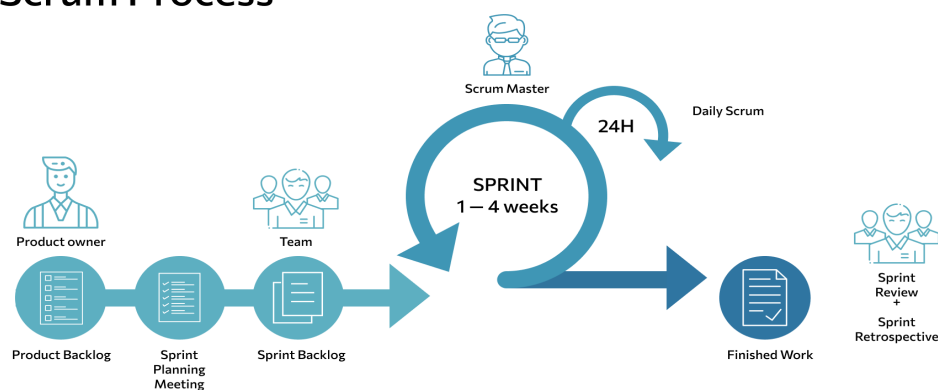 Scrum Process
Scrum Master
24H
Daily Scrum
SPRINT
1 — 4 weeks
Product owner
Team
Product Backlog
Sprint
Planning
Meeting
Sprint Backlog
Finished Work
Sprint
Review
+
Sprint
Retrospective